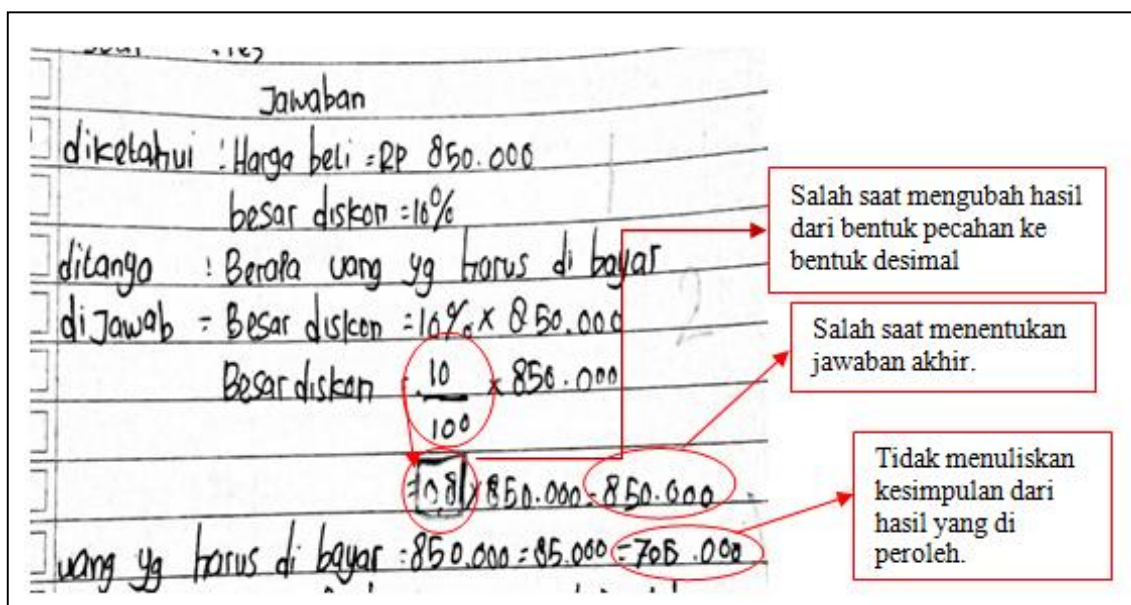 Jawaban
diketahui : Harga beli = RP 850.000
besar diskon = 10%
ditanya : Berapa uang yg harus di bayar
di Jawab = Besar diskon = 10% x 850.000
Besar diskon = 10/100 x 850.000
= 0,8 x 850.000 = 850.000
uang yg harus di bayar = 850.000 = 85.000 = 705.000
Salah saat mengubah hasil
dari bentuk pecahan ke
bentuk desimal
Salah saat menentukan
jawaban akhir.
Tidak menuliskan
kesimpulan dari
hasil yang di
peroleh.